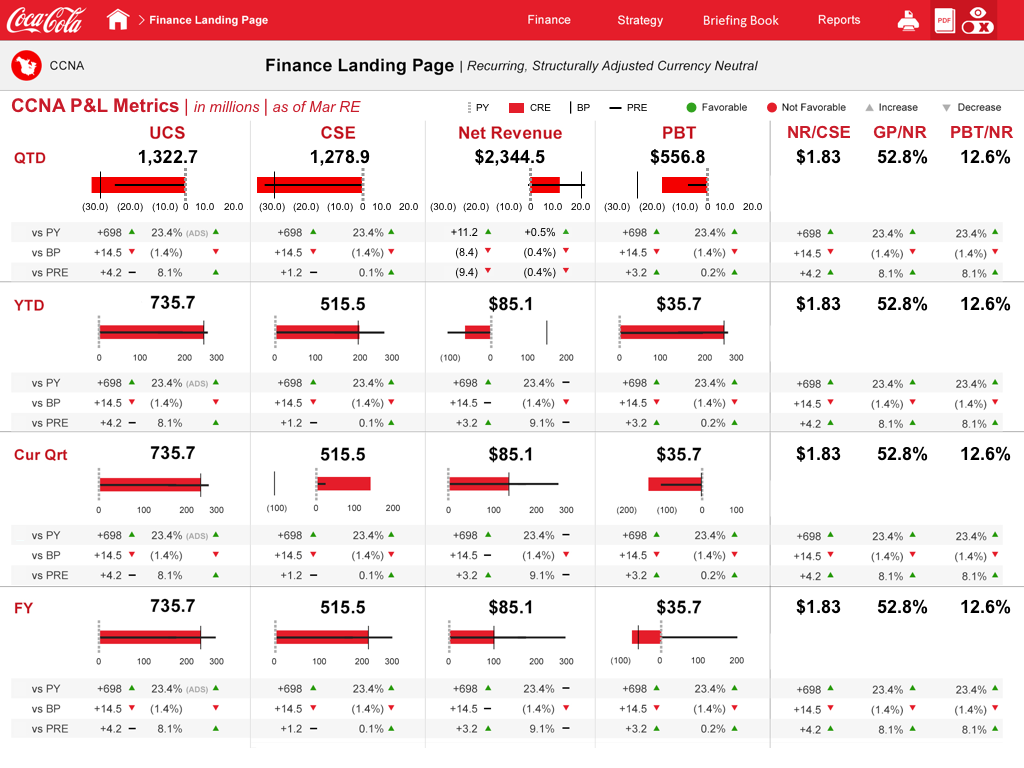 Coca-Cola > Finance Landing Page Finance Strategy Briefing Book Reports PDF X
CCNA Finance Landing Page | Recurring, Structurally Adjusted Currency Neutral
CCNA P&L Metrics | in millions | as of Mar RE PY CRE BP PRE Favorable Not Favorable Increase Decrease
UCS CSE Net Revenue PBT NR/CSE GP/NR PBT/NR
QTD 1,322.7 1,278.9 $2,344.5 $556.8 $1.83 52.8% 12.6%
(30.0) (20.0) (10.0) 0 10.0 20.0 (30.0) (20.0) (10.0) 0 10.0 20.0 (30.0) (20.0) (10.0) 0 10.0 20.0 (30.0) (20.0) (10.0) 0 10.0 20.0
vs PY +698 23.4% (ADS) +698 23.4% +11.2 +0.5% +698 23.4% +698 23.4% 23.4%
vs BP +14.5 (1.4%) +14.5 (1.4%) (8.4) (0.4%) +14.5 (1.4%) +14.5 (1.4%) (1.4%)
vs PRE +4.2 8.1% +1.2 0.1% (9.4) (0.4%) +3.2 0.2% +4.2 8.1% 8.1%
YTD 735.7 515.5 $85.1 $35.7 $1.83 52.8% 12.6%
0 100 200 300 0 100 200 300 (100) 0 100 200 0 100 200 300
vs PY +698 23.4% (ADS) +698 23.4% +698 23.4% +698 23.4% +698 23.4% 23.4%
vs BP +14.5 (1.4%) +14.5 (1.4%) +14.5 (1.4%) +14.5 (1.4%) +14.5 (1.4%) (1.4%)
vs PRE +4.2 8.1% +1.2 0.1% +3.2 9.1% +3.2 0.2% +4.2 8.1% 8.1%
Cur Qrt 735.7 515.5 $85.1 $35.7 $1.83 52.8% 12.6%
0 100 200 300 (100) 0 100 200 0 100 200 300 (200) (100) 0 100
vs PY +698 23.4% (ADS) +698 23.4% +698 23.4% +698 23.4% +698 23.4% 23.4%
vs BP +14.5 (1.4%) +14.5 (1.4%) +14.5 (1.4%) +14.5 (1.4%) +14.5 (1.4%) (1.4%)
vs PRE +4.2 8.1% +1.2 0.1% +3.2 9.1% +3.2 0.2% +4.2 8.1% 8.1%
FY 735.7 515.5 $85.1 $35.7 $1.83 52.8% 12.6%
0 100 200 300 0 100 200 300 0 100 200 300 (100) 0 100 200
vs PY +698 23.4% (ADS) +698 23.4% +698 23.4% +698 23.4% +698 23.4% 23.4%
vs BP +14.5 (1.4%) +14.5 (1.4%) +14.5 (1.4%) +14.5 (1.4%) +14.5 (1.4%) (1.4%)
vs PRE +4.2 8.1% +1.2 0.1% +3.2 9.1% +3.2 0.2% +4.2 8.1% 8.1%